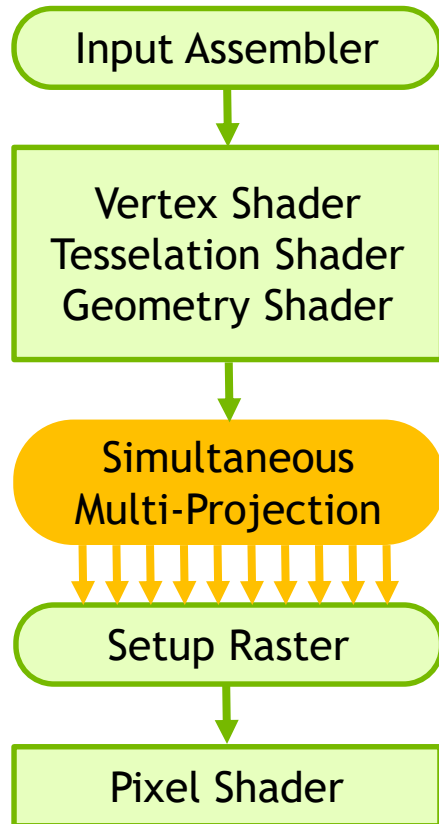 Input Assembler
Vertex Shader
Tesselation Shader
Geometry Shader
Simultaneous
Multi-Projection
Setup Raster
Pixel Shader